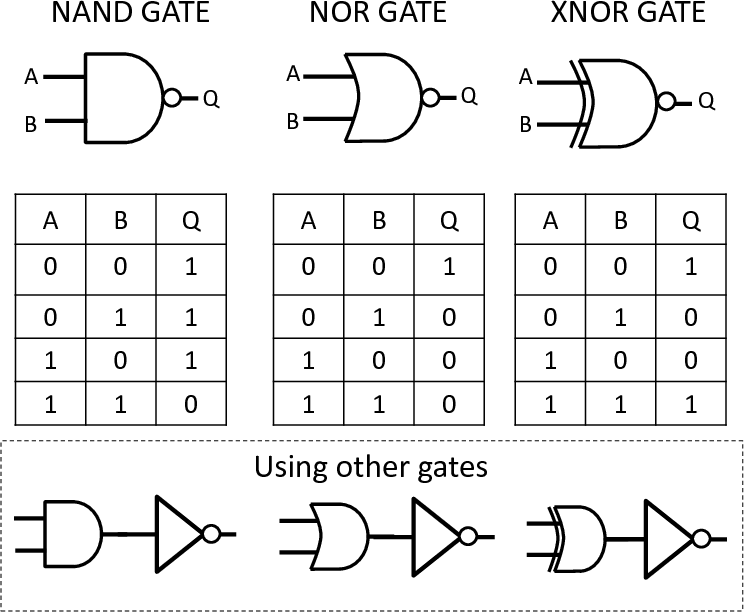 NAND GATE NOR GATE XNOR GATE
A A A
Q Q Q
B B B
A B Q A B Q A B Q
0 0 1 0 0 1 0 0 1
0 1 1 0 1 0 0 1 0
1 0 1 1 0 0 1 0 0
1 1 0 1 1 0 1 1 1
Using other gates